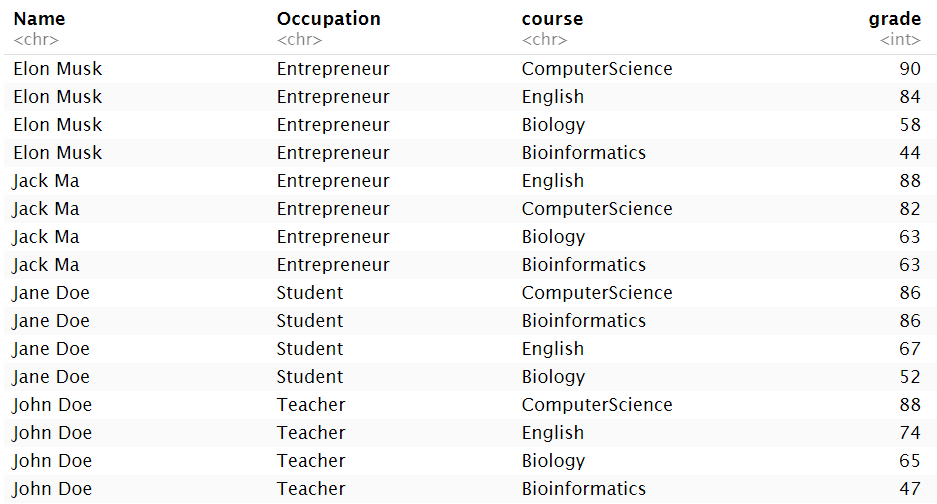 Name Occupation course grade
<chr> <chr> <chr> <int>
Elon Musk Entrepreneur ComputerScience 90
Elon Musk Entrepreneur English 84
Elon Musk Entrepreneur Biology 58
Elon Musk Entrepreneur Bioinformatics 44
Jack Ma Entrepreneur English 88
Jack Ma Entrepreneur ComputerScience 82
Jack Ma Entrepreneur Biology 63
Jack Ma Entrepreneur Bioinformatics 63
Jane Doe Student ComputerScience 86
Jane Doe Student Bioinformatics 86
Jane Doe Student English 67
Jane Doe Student Biology 52
John Doe Teacher ComputerScience 88
John Doe Teacher English 74
John Doe Teacher Biology 65
John Doe Teacher Bioinformatics 47